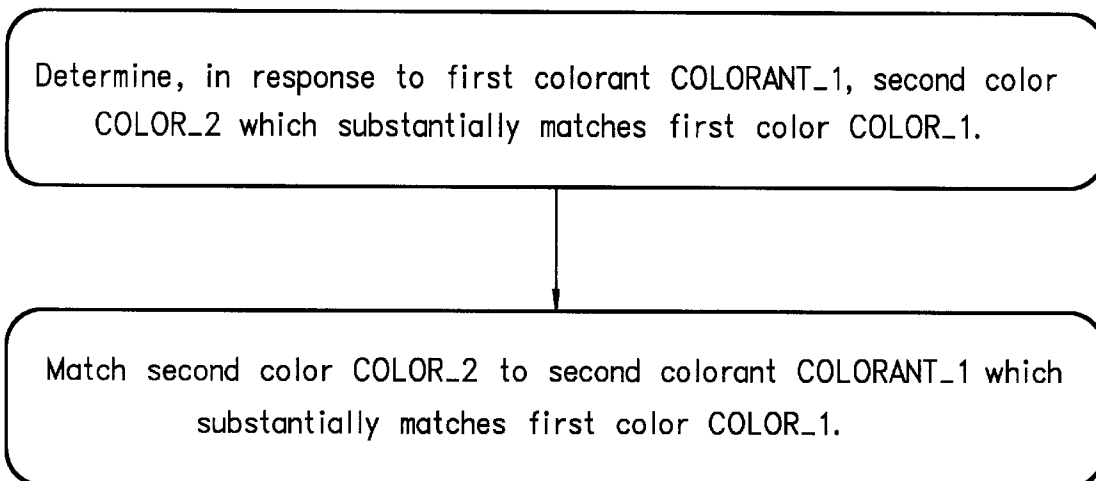 Determine, in response to first colorant COLORANT_1, second color
COLOR_2 which substantially matches first color COLOR_1.
Match second color COLOR_2 to second colorant COLORANT_1 which
substantially matches first color COLOR_1.